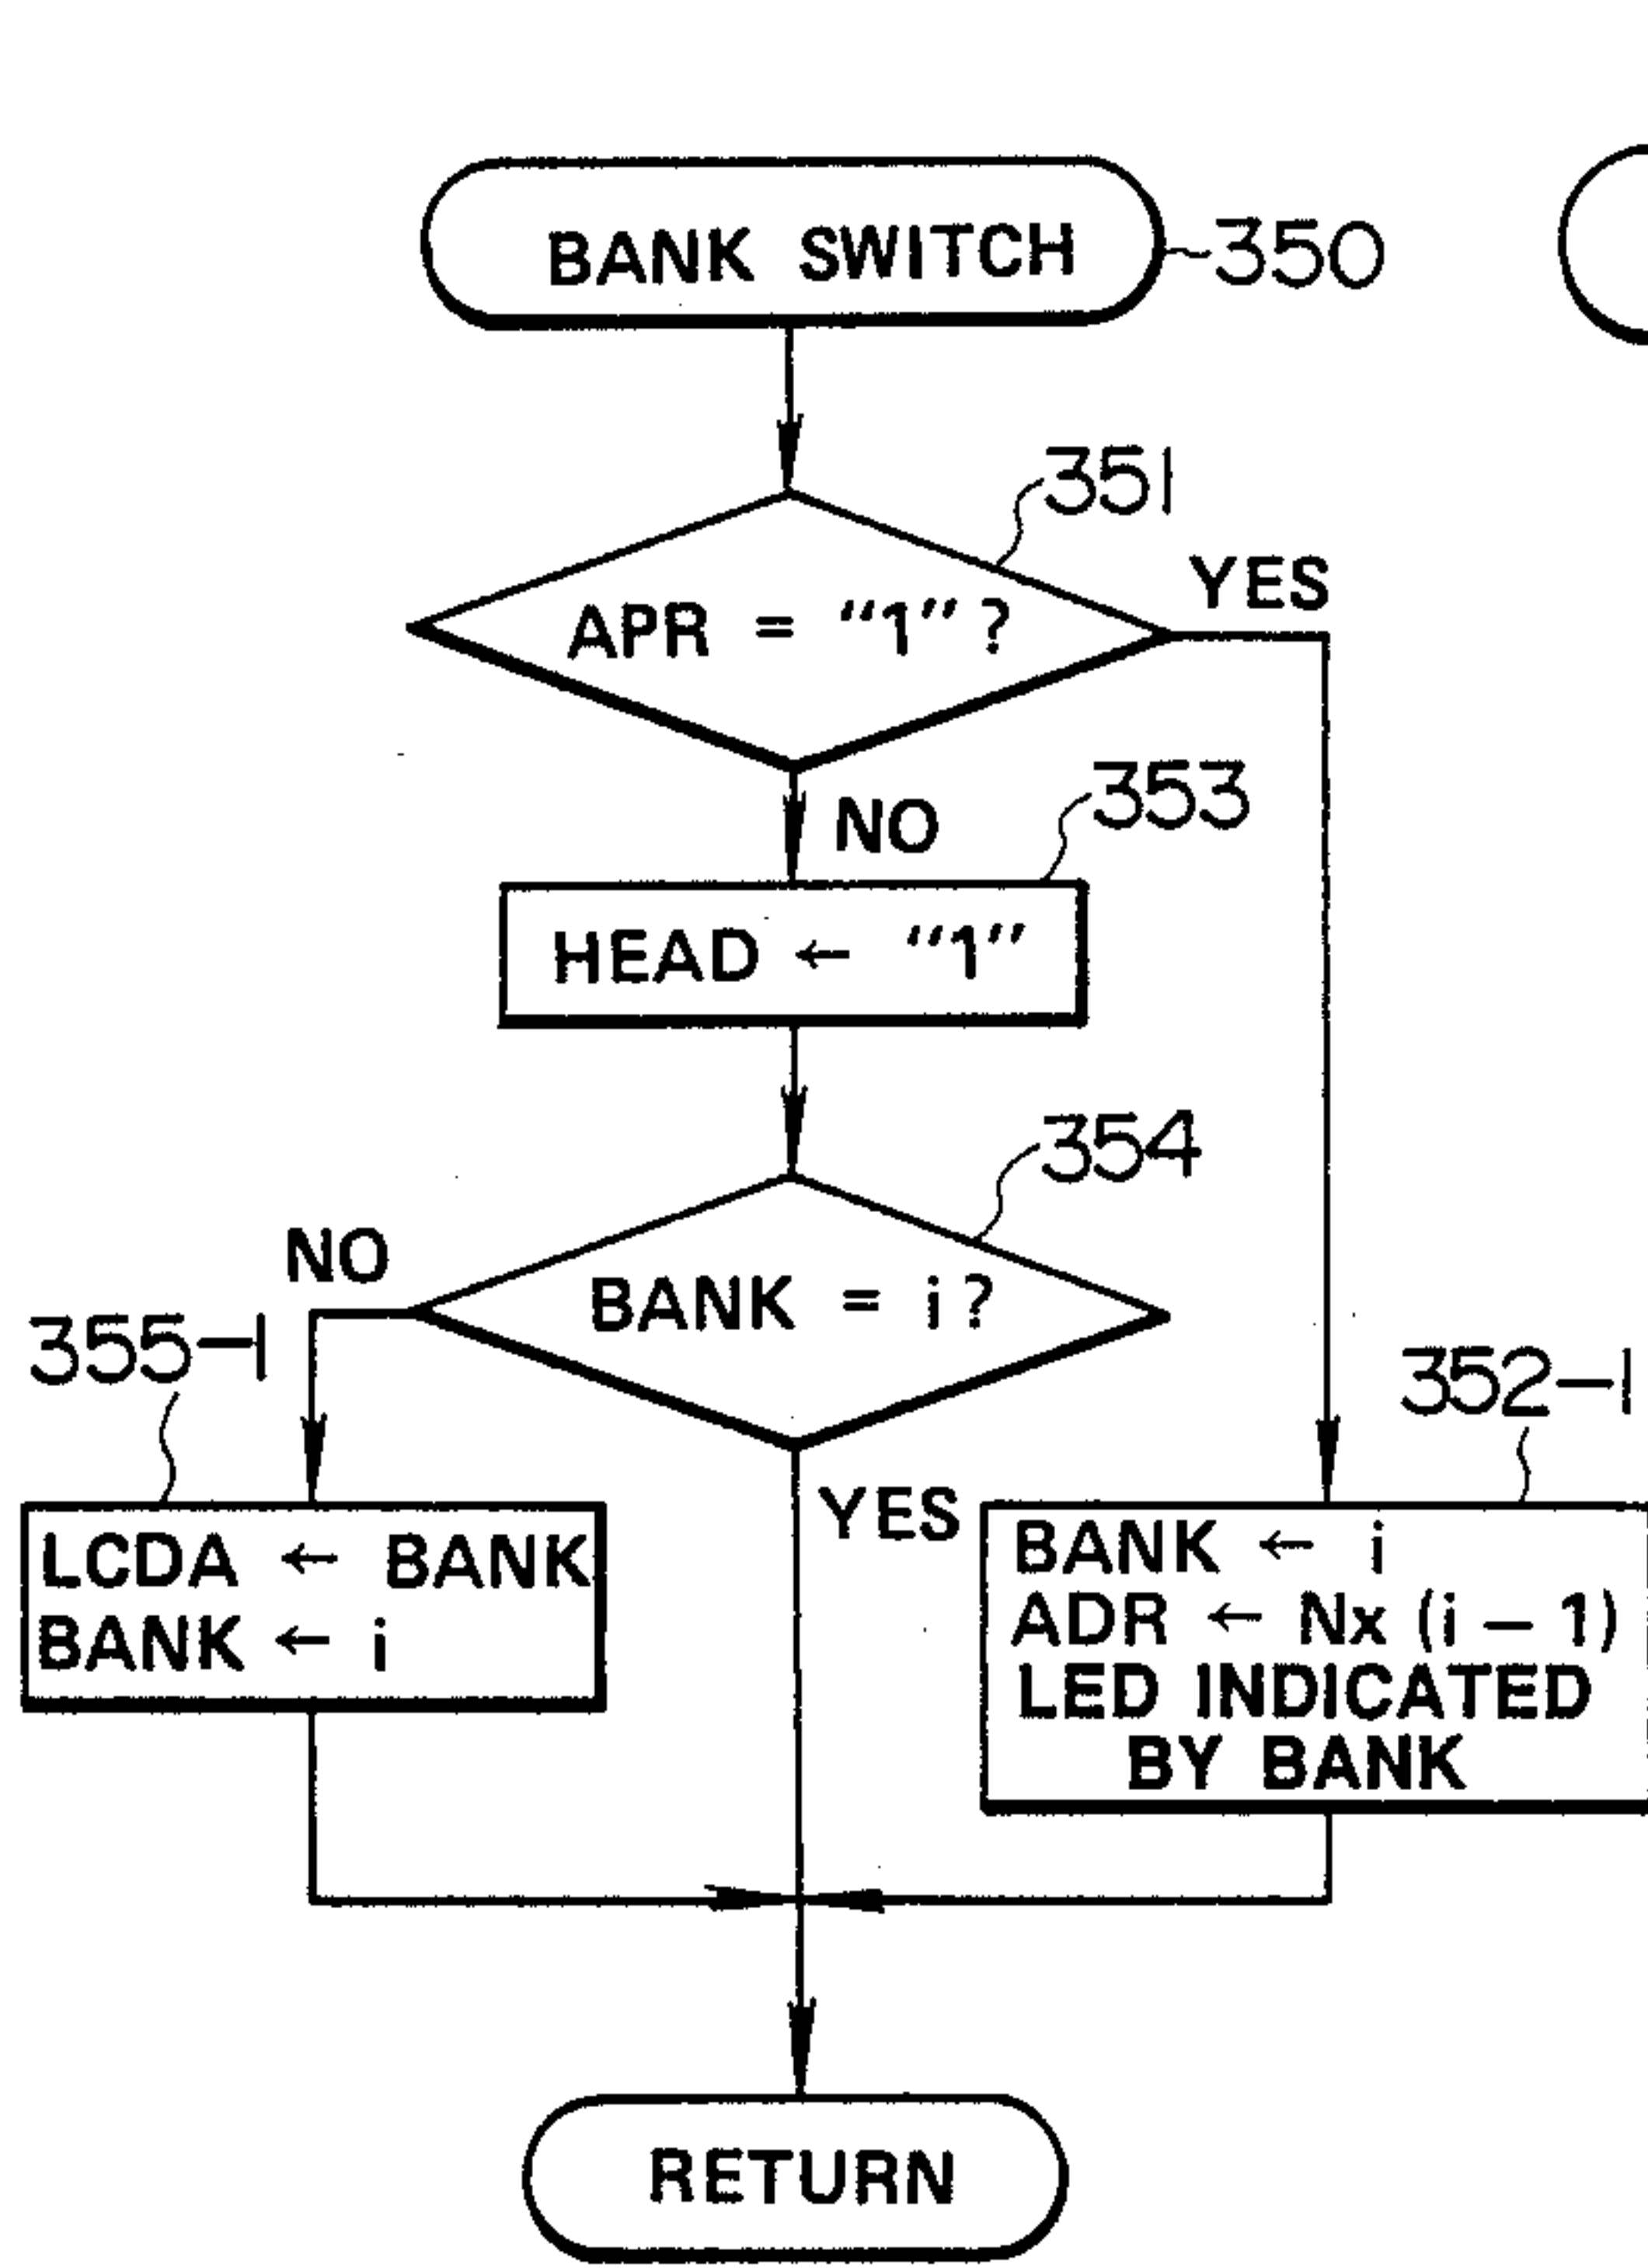 BANK SWITCH
350
351
APR = "1"?
YES
NO
353
HEAD ← "1"
354
BANK = i?
NO
YES
355-1
LCDA ← BANK
BANK ← i
352-1
BANK ← i
ADR ← Nx (i - 1)
LED INDICATED
BY BANK
RETURN